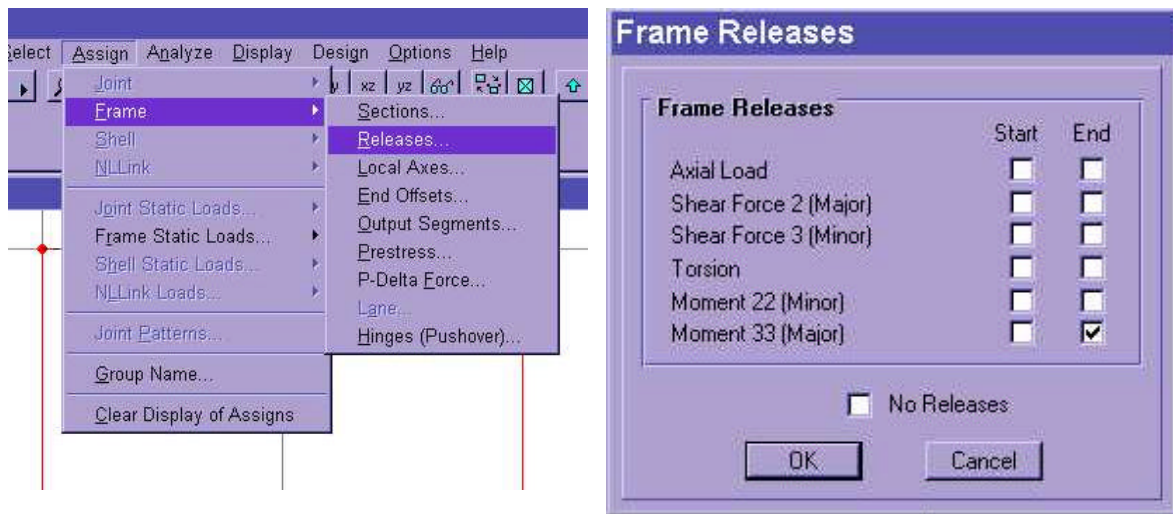 Select Assign Analyze Display Design Options Help
xz yz
Joint
Frame
Shell
NLLink
Joint Static Loads...
Frame Static Loads...
Shell Static Loads...
NLLink Loads...
Joint Patterns...
Group Name...
Clear Display of Assigns
Sections...
Releases...
Local Axes...
End Offsets...
Output Segments...
Prestress...
P-Delta Force...
Lane...
Hinges (Pushover)...
Frame Releases
Frame Releases
Start End
Axial Load
Shear Force 2 (Major)
Shear Force 3 (Minor)
Torsion
Moment 22 (Minor)
Moment 33 (Major)
No Releases
OK Cancel